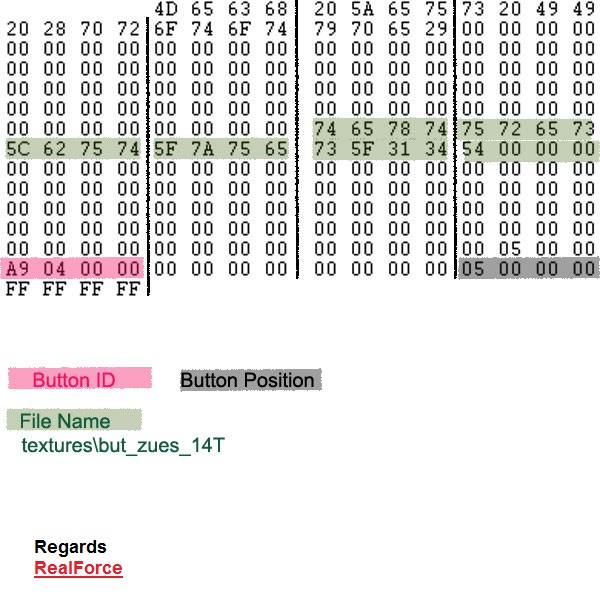 4D 65 63 68 20 5A 65 75 73 20 49 49
20 28 70 72 6F 74 6F 74 79 70 65 29 00 00 00 00
00 00 00 00 00 00 00 00 00 00 00 00 00 00 00 00
00 00 00 00 00 00 00 00 00 00 00 00 00 00 00 00
00 00 00 00 00 00 00 00 00 00 00 00 00 00 00 00
00 00 00 00 00 00 00 00 00 00 00 00 00 00 00 00
00 00 00 00 00 00 00 00 74 65 78 74 75 72 65 73
5C 62 75 74 5F 7A 75 65 73 5F 31 34 54 00 00 00
00 00 00 00 00 00 00 00 00 00 00 00 00 00 00 00
00 00 00 00 00 00 00 00 00 00 00 00 00 00 00 00
00 00 00 00 00 00 00 00 00 00 00 00 00 00 00 00
00 00 00 00 00 00 00 00 00 00 00 00 00 00 00 00
00 00 00 00 00 00 00 00 00 00 00 00 00 05 00 00
A9 04 00 00 00 00 00 00 00 00 00 00 05 00 00 00
FF FF FF FF
Button ID
Button Position
File Name
textures\but_zues_14T
Regards
RealForce